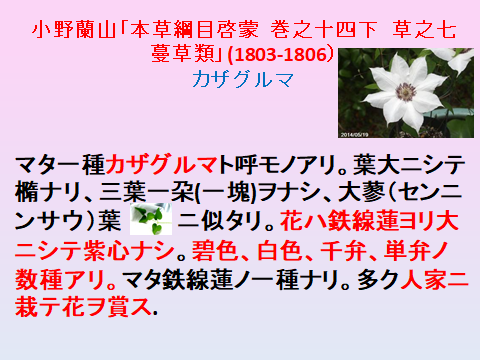 小野蘭山「本草綱目啓蒙 巻之十四下 草之七
蔓草類」(1803-1806)
カザグルマ
2014/05/19
マタ一種カザグルマト呼モノアリ。葉大ニシテ
橢ナリ、三葉一朶(一塊)ヲナシ、大蓼(センニ
ンサウ)葉 ニ似タリ。花ハ鉄線蓮ヨリ大
ニシテ紫心ナシ。碧色、白色、千弁、単弁ノ
数種アリ。マタ鉄線蓮ノ一種ナリ。多ク人家ニ
栽テ花ヲ賞ス.